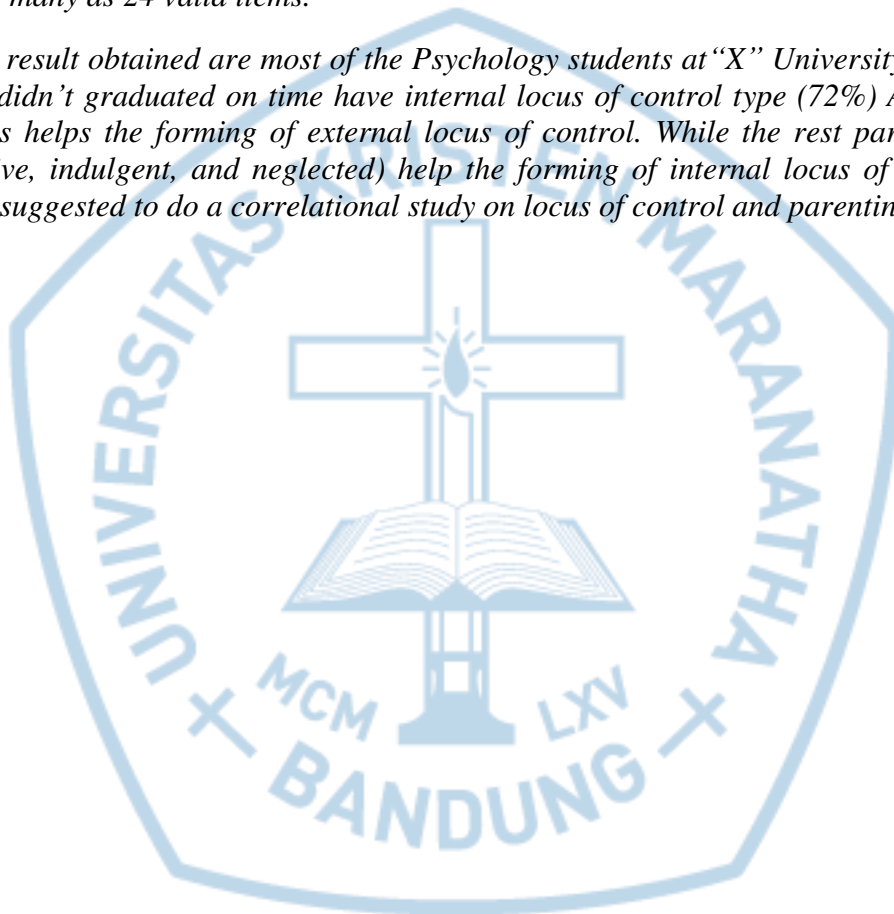 many as 24 valid items.
result obtained are most of the Psychology students at “X” University
didn’t graduated on time have internal locus of control type (72%)
s helps the forming of external locus of control. While the rest
ive, indulgent, and neglected) help the forming of internal locus of
suggested to do a correlational study on locus of control and
UNIVERSITAS KRISTEN MARANATHA
MCM LXV
BANDUNG